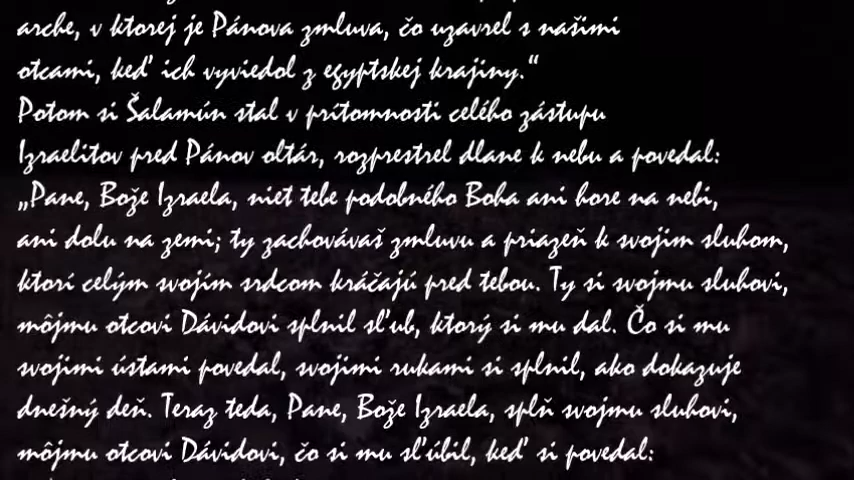 arche, v ktorej je Pánova zmluva, čo uzavrel s našimi
otcami, keď ich vyviedol z egyptskej krajiny.“
Potom si Šalamún stal v prítomnosti celého zástupu
Izraelitov pred Pánov oltár, rozprestrel dlane k nebu a povedal:
„Pane, Bože Izraela, niet tebe podobného Boha ani hore na nebi,
ani dolu na zemi; ty zachovávaš zmluvu a priazeň k svojim sluhom,
ktorí celým svojím srdcom kráčajú pred tebou. Ty si svojmu sluhovi,
môjmu otcovi Dávidovi splnil sľub, ktorý si mu dal. Čo si mu
svojimi ústami povedal, svojimi rukami si splnil, ako dokazuje
dnešný deň. Teraz teda, Pane, Bože Izraela, splň svojmu sluhovi,
môjmu otcovi Dávidovi, čo si mu sľúbil, keď si povedal: